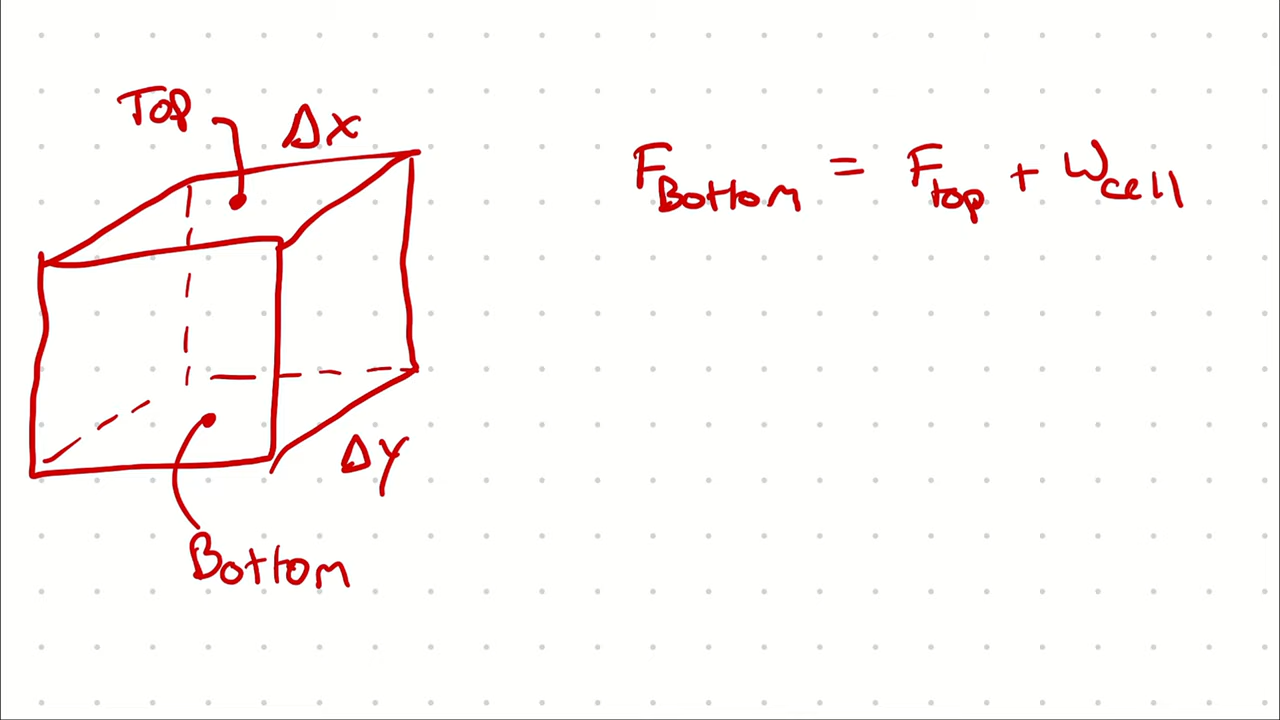 Top
Δx
F_Bottom = F_top + W_cell
Δy
Bottom